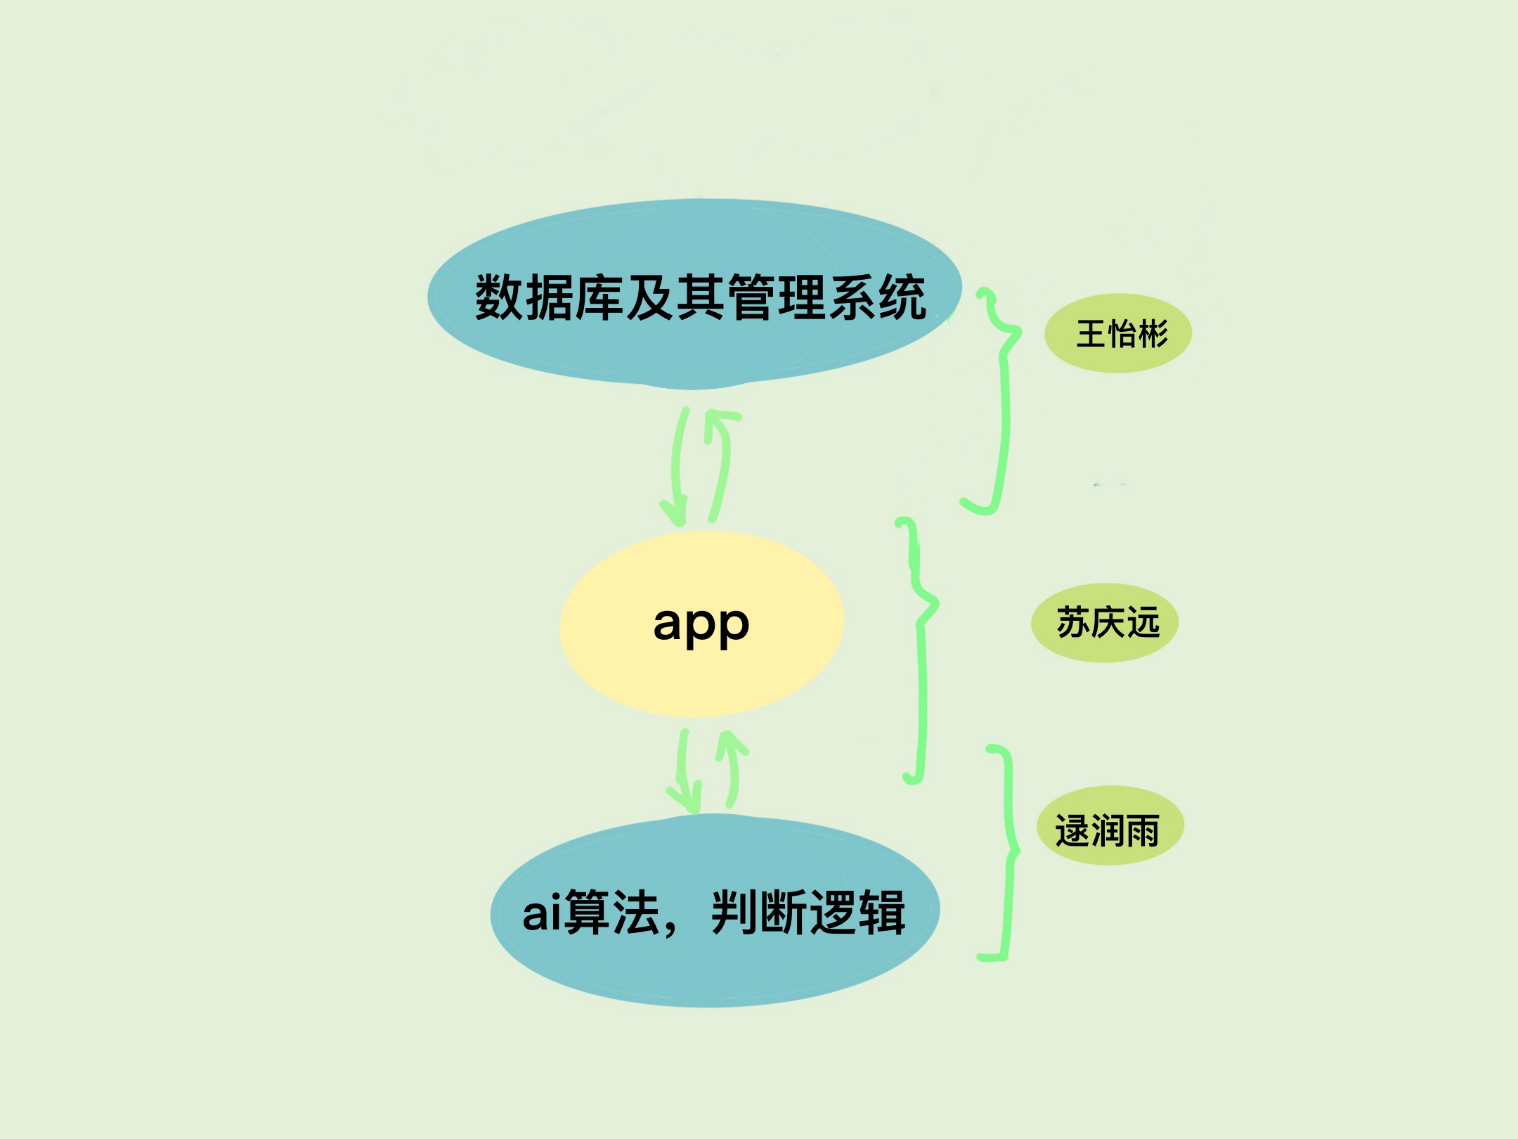 数据库及其管理系统
王怡彬
app
苏庆远
逯润雨
ai算法，判断逻辑